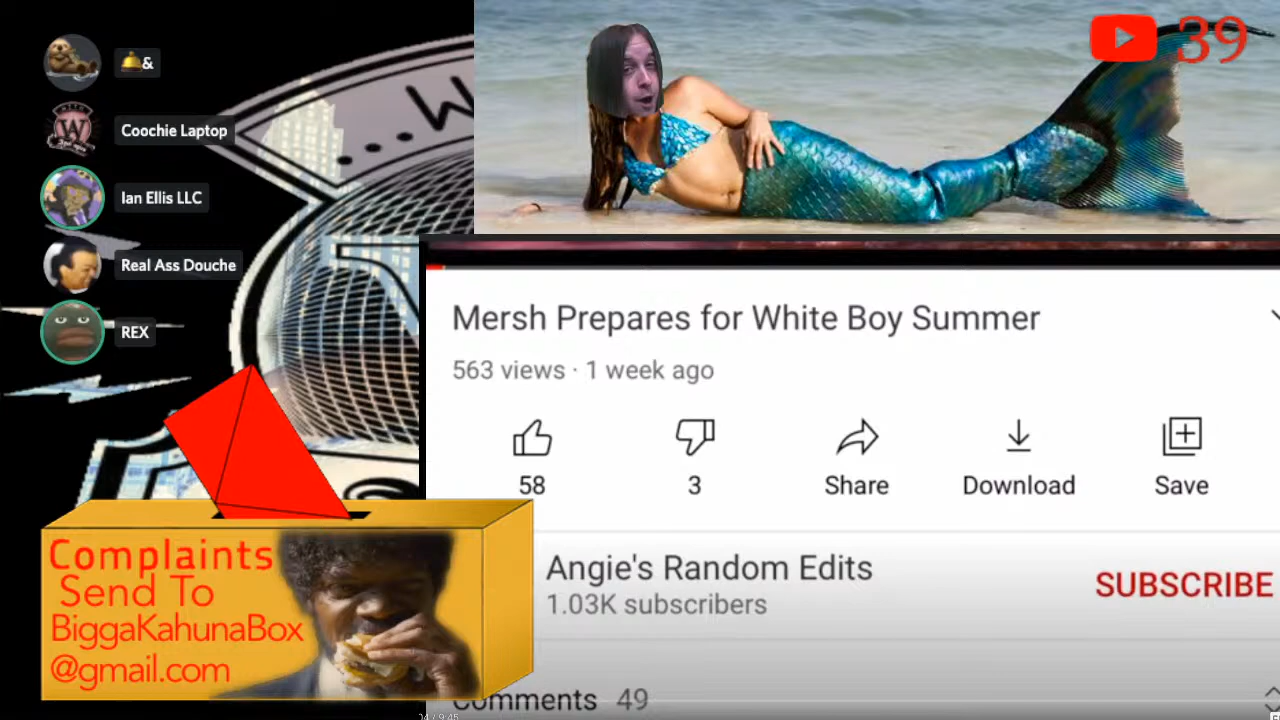 🛎️&
Coochie Laptop
Ian Ellis LLC
Real Ass Douche
REX
...W
39
Mersh Prepares for White Boy Summer
563 views · 1 week ago
58
3
Share
Download
Save
Angie's Random Edits
1.03K subscribers
SUBSCRIBE
Comments 49
Complaints
Send To
BiggaKahunaBox
@gmail.com